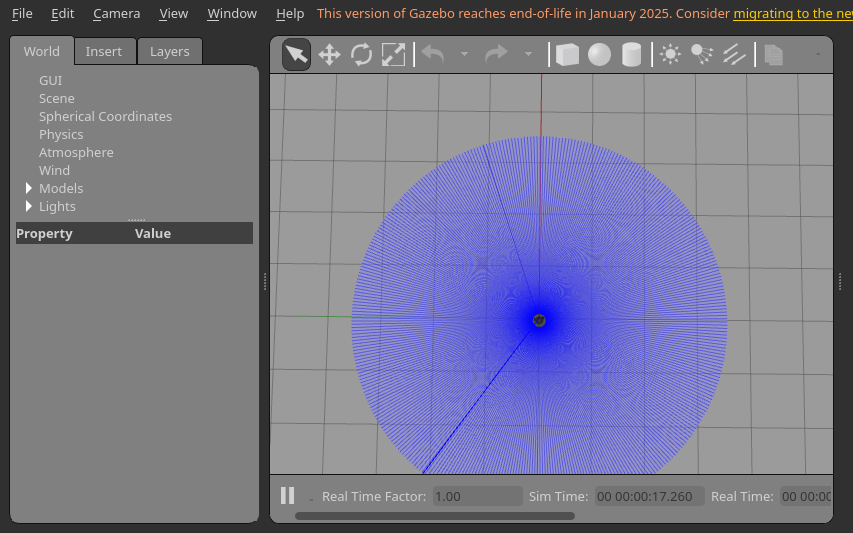 File Edit Camera View Window Help This version of Gazebo reaches end-of-life in January 2025. Consider migrating to the
World Insert Layers
GUI
Scene
Spherical Coordinates
Physics
Atmosphere
Wind
Models
Lights
Property Value
Real Time Factor: 1.00 Sim Time: 00 00:00:17.260 Real Time: 00 00:00